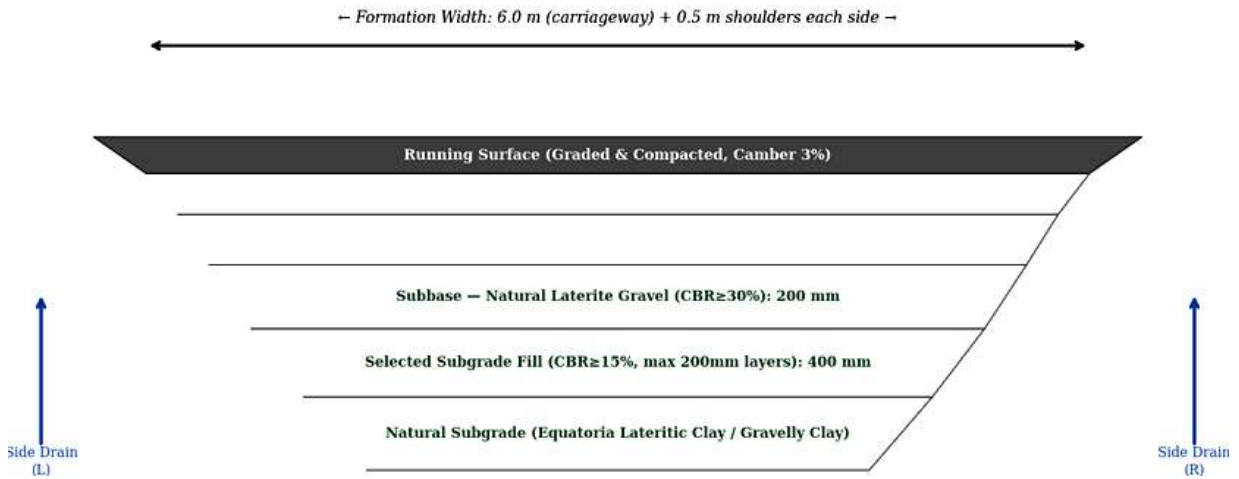 ← Formation Width: 6.0 m (carriageway) + 0.5 m shoulders each side →
Running Surface (Graded & Compacted, Camber 3%)
Subbase — Natural Laterite Gravel (CBR≥30%): 200 mm
Selected Subgrade Fill (CBR≥15%, max 200mm layers): 400 mm
Natural Subgrade (Equatoria Lateritic Clay / Gravelly Clay)
Side Drain
(L)
Side Drain
(R)